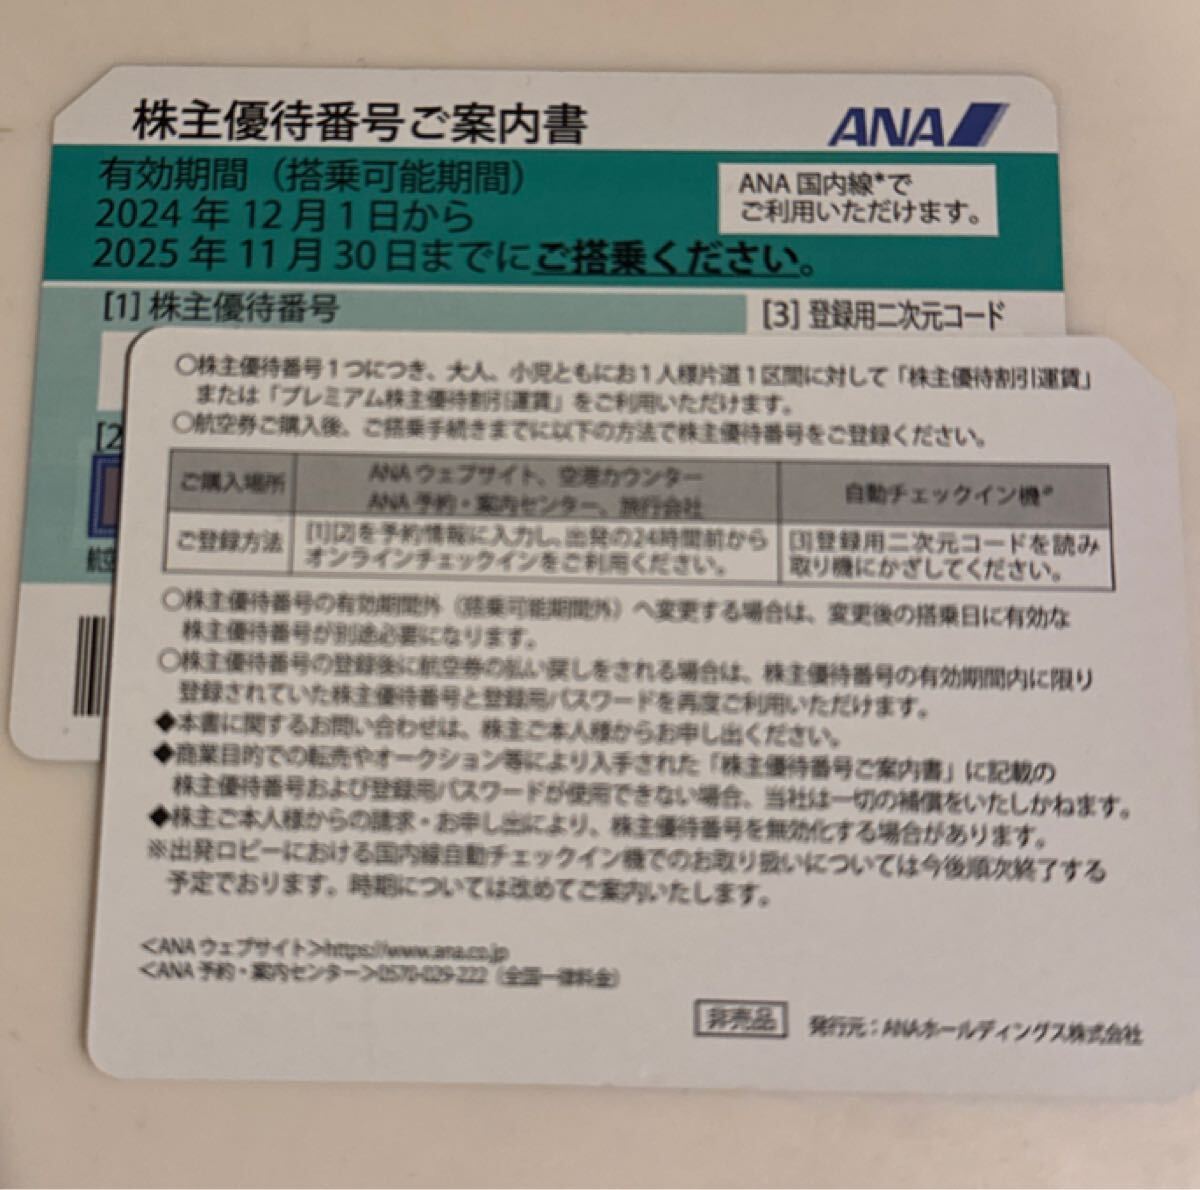 株主優待番号ご案内書
ANA
有効期間（搭乗可能期間）
2024 年 12 月 1 日から
2025 年 11 月 30 日までにご搭乗ください。
ANA 国内線*で
ご利用いただけます。
[1] 株主優待番号
[3] 登録用二次元コード
[2
航空
○株主優待番号1つにつき、大人、小児ともにお1人様片道1区間に対して「株主優待割引運賃」
または「プレミアム株主優待割引運賃」をご利用いただけます。
○航空券ご購入後、ご搭乗手続きまでに以下の方法で株主優待番号をご登録ください。
ご購入場所
ANA ウェブサイト、空港カウンター
ANA 予約・案内センター、旅行会社
自動チェックイン機※
ご登録方法
[1][2]を予約情報に入力し、出発の24時間前から
オンラインチェックインをご利用ください。
[3]登録用二次元コードを読み
取り機にかざしてください。
○株主優待番号の有効期間外（搭乗可能期間外）へ変更する場合は、変更後の搭乗日に有効な
株主優待番号が別途必要になります。
○株主優待番号の登録後に航空券の払い戻しをされる場合は、株主優待番号の有効期間内に限り
登録されていた株主優待番号と登録用パスワードを再度ご利用いただけます。
◆本書に関するお問い合わせは、株主ご本人様からお申し出ください。
◆商業目的での転売やオークション等により入手された「株主優待番号ご案内書」に記載の
株主優待番号および登録用パスワードが使用できない場合、当社は一切の補償をいたしかねます。
◆株主ご本人様からの請求・お申し出により、株主優待番号を無効化する場合があります。
※出発ロビーにおける国内線自動チェックイン機でのお取り扱いについては今後順次終了する
予定でおります。時期については改めてご案内いたします。
＜ANA ウェブサイト＞https://www.ana.co.jp
＜ANA 予約・案内センター＞0570-029-222（全国一律料金）
非売品
発行元：ANAホールディングス株式会社